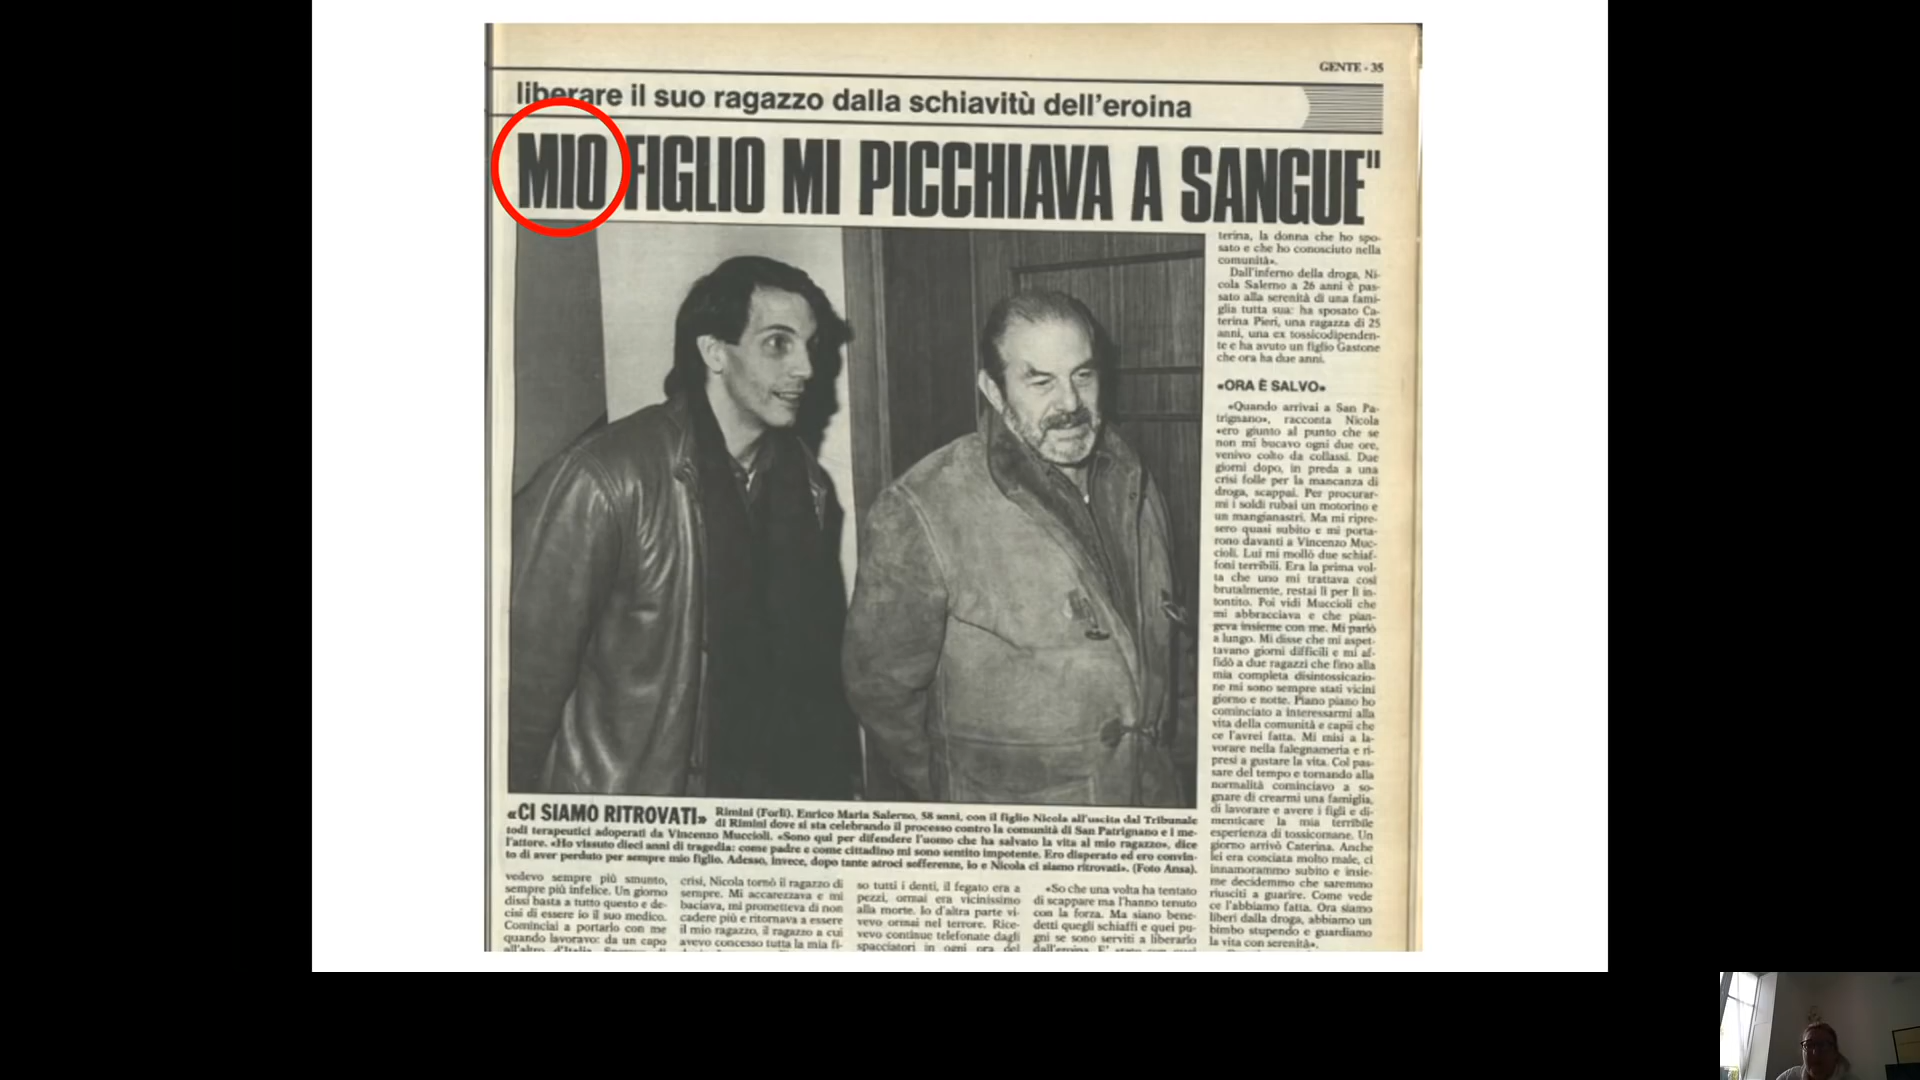 GENTE - 35
liberare il suo ragazzo dalla schiavitù dell'eroina
MIO FIGLIO MI PICCHIAVA A SANGUE"
terina, la donna che ho spo-
sato e che ho conosciuto nella
comunità».
Dall'inferno della droga, Ni-
cola Salerno a 26 anni è pas-
sato alla serenità di una fami-
glia tutta sua: ha sposato Ca-
terina Pieri, una ragazza di 25
anni, una ex tossicodipenden-
te e ha avuto un figlio Gastone
che ora ha due anni.
«ORA È SALVO»
«Quando arrivai a San Pa-
trignano», racconta Nicola
«ero giunto al punto che se
non mi bucavo ogni due ore,
venivo colto da collassi. Due
giorni dopo, in preda a una
crisi folle per la mancanza di
droga, scappai. Per procurar-
mi i soldi rubai un motorino e
un mangianastri. Ma mi ripre-
sero quasi subito e mi porta-
rono davanti a Vincenzo Muc-
cioli. Lui mi mollò due schiaf-
foni terribili. Era la prima vol-
ta che uno mi trattava così
brutalmente, restai lì per lì in-
tontito. Poi vidi Muccioli che
mi abbracciava e che pian-
geva insieme con me. Mi parlò
a lungo. Mi disse che mi aspet-
tavano giorni difficili e mi af-
fidò a due ragazzi che fino alla
mia completa disintossicazio-
ne mi sono sempre stati vicini
giorno e notte. Piano piano ho
cominciato a interessarmi alla
vita della comunità e capii che
ce l'avrei fatta. Mi misi a la-
vorare nella falegnameria e ri-
presi a gustare la vita. Col pas-
sare del tempo e tornando alla
normalità cominciavo a so-
gnare di crearmi una famiglia,
di lavorare e avere i figli e di-
menticare la mia terribile
esperienza di tossicomane. Un
giorno arrivò Caterina. Anche
lei era conciata molto male, ci
innamorammo subito e insie-
me decidemmo che saremmo
riusciti a guarire. Come vede
ce l'abbiamo fatta. Ora siamo
liberi dalla droga, abbiamo un
bimbo stupendo e guardiamo
la vita con serenità».
«CI SIAMO RITROVATI» Rimini (Forlì). Enrico Maria Salerno, 58 anni, con il figlio Nicola all'uscita dal Tribunale
di Rimini dove si sta celebrando il processo contro la comunità di San Patrignano e i me-
todi terapeutici adoperati da Vincenzo Muccioli. «Sono qui per difendere l'uomo che ha salvato la vita al mio ragazzo», dice
l'attore. «Ho vissuto dieci anni di tragedia: come padre e come cittadino mi sono sentito impotente. Ero disperato ed ero convin-
to di aver perduto per sempre mio figlio. Adesso, invece, dopo tante atroci sofferenze, io e Nicola ci siamo ritrovati». (Foto Ansa).
vedevo sempre più smunto,
sempre più infelice. Un giorno
dissi basta a tutto questo e de-
cisi di essere io il suo medico.
Cominciai a portarlo con me
quando lavoravo: da un capo
crisi, Nicola tornò il ragazzo di
sempre. Mi accarezzava e mi
baciava, mi prometteva di non
cadere più e ritornava a essere
il mio ragazzo, il ragazzo a cui
avevo concesso tutta la mia fi-
so tutti i denti, il fegato era a
pezzi, ormai era vicinissimo
alla morte. Io d'altra parte vi-
vevo ormai nel terrore. Rice-
vevo continue telefonate dagli
spacciatori in ogni ora del
«So che una volta ha tentato
di scappare ma l'hanno tenuto
con la forza. Ma siano bene-
detti quegli schiaffi e quei pu-
gni se sono serviti a liberarlo